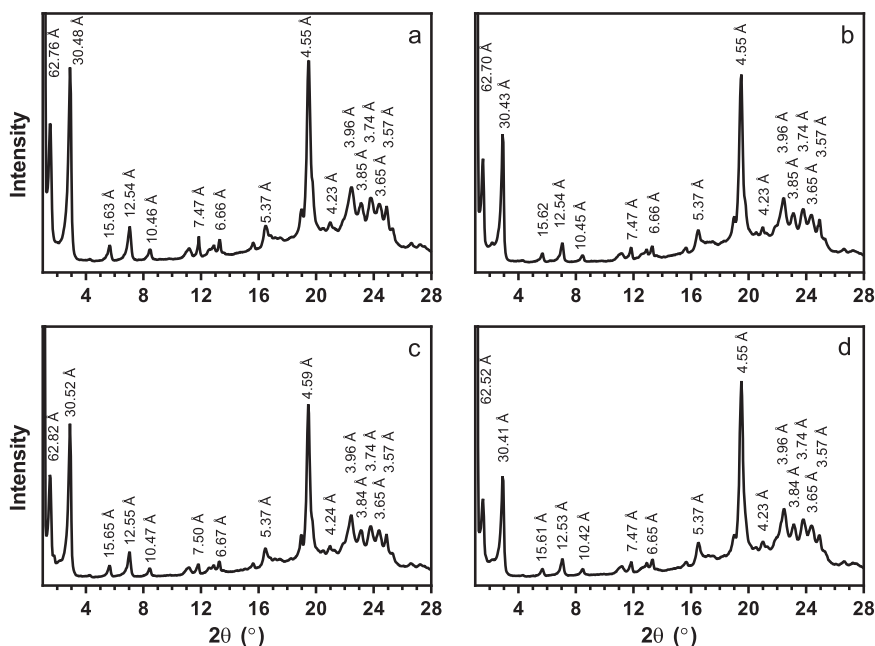 a
62.76 Å
30.48 Å
15.63 Å
12.54 Å
10.46 Å
7.47 Å
6.66 Å
5.37 Å
4.55 Å
4.23 Å
3.96 Å
3.85 Å
3.74 Å
3.65 Å
3.57 Å
Intensity
4 8 12 16 20 24 28
b
62.70 Å
30.43 Å
15.62
12.54 Å
10.45 Å
7.47 Å
6.66 Å
5.37 Å
4.55 Å
4.23 Å
3.96 Å
3.85 Å
3.74 Å
3.65 Å
3.57 Å
4 8 12 16 20 24 28
c
62.82 Å
30.52 Å
15.65 Å
12.55 Å
10.47 Å
7.50 Å
6.67 Å
5.37 Å
4.59 Å
4.24 Å
3.96 Å
3.84 Å
3.74 Å
3.65 Å
3.57 Å
Intensity
4 8 12 16 20 24 28
2θ (°)
d
62.52 Å
30.41 Å
15.61 Å
12.53 Å
10.42 Å
7.47 Å
6.65 Å
5.37 Å
4.55 Å
4.23 Å
3.96 Å
3.84 Å
3.74 Å
3.65 Å
3.57 Å
4 8 12 16 20 24 28
2θ (°)